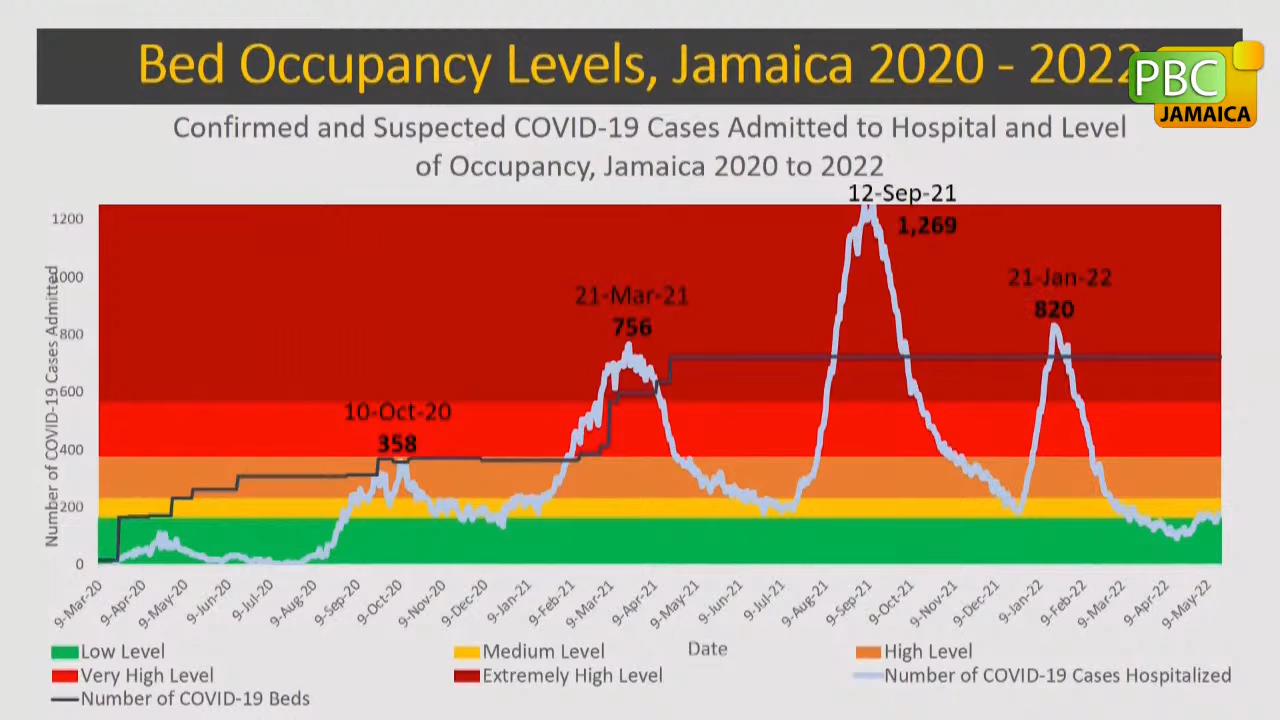 Bed Occupancy Levels, Jamaica 2020 - 2022
PBC
JAMAICA
Confirmed and Suspected COVID-19 Cases Admitted to Hospital and Level
of Occupancy, Jamaica 2020 to 2022
12-Sep-21
1,269
21-Jan-22
820
21-Mar-21
756
10-Oct-20
358
Number of COVID-19 Cases Admitted
1200
1000
800
600
400
200
0
9-Mar-20
9-Apr-20
9-May-20
9-Jun-20
9-Jul-20
9-Aug-20
9-Sep-20
9-Oct-20
9-Nov-20
9-Dec-20
9-Jan-21
9-Feb-21
9-Mar-21
9-Apr-21
9-May-21
9-Jun-21
9-Jul-21
9-Aug-21
9-Sep-21
9-Oct-21
9-Nov-21
9-Dec-21
9-Jan-22
9-Feb-22
9-Mar-22
9-Apr-22
9-May-22
Date
Low Level
Medium Level
High Level
Very High Level
Extremely High Level
Number of COVID-19 Cases Hospitalized
Number of COVID-19 Beds